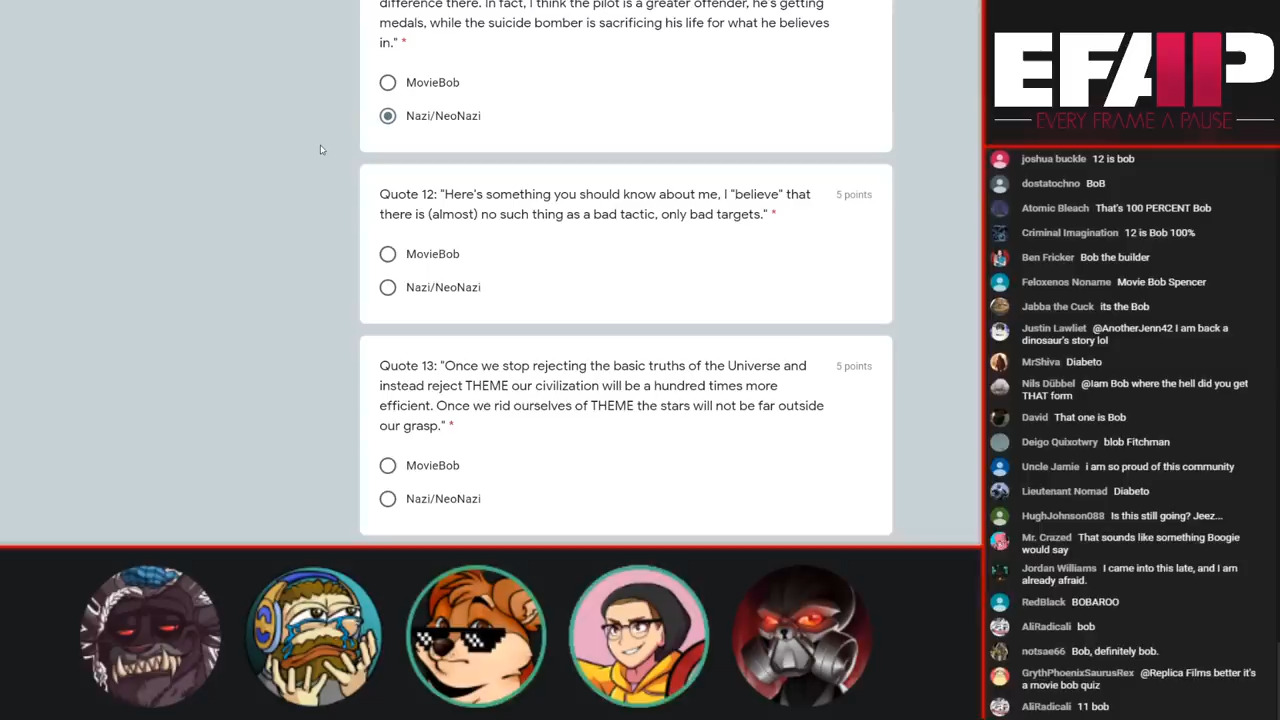 difference there. In fact, I think the pilot is a greater offender, he's getting
medals, while the suicide bomber is sacrificing his life for what he believes
in." *
MovieBob
Nazi/NeoNazi
Quote 12: "Here's something you should know about me, I "believe" that
there is (almost) no such thing as a bad tactic, only bad targets." *
5 points
MovieBob
Nazi/NeoNazi
Quote 13: "Once we stop rejecting the basic truths of the Universe and
instead reject THEME our civilization will be a hundred times more
efficient. Once we rid ourselves of THEME the stars will not be far outside
our grasp." *
5 points
MovieBob
Nazi/NeoNazi
EFAP
EVERY FRAME A PAUSE
joshua buckle 12 is bob
dostatochno BoB
Atomic Bleach That's 100 PERCENT Bob
Criminal Imagination 12 is Bob 100%
Ben Fricker Bob the builder
Feloxenos Noname Movie Bob Spencer
Jabba the Cuck its the Bob
Justin Lawliet @AnotherJenn42 I am back a
dinosaur's story lol
MrShiva Diabeto
Nils Dübbel @Iam Bob where the hell did you get
THAT form
David That one is Bob
Deigo Quixotwry blob Fitchman
Uncle Jamie i am so proud of this community
Lieutenant Nomad Diabeto
HughJohnson088 Is this still going? Jeez...
Mr. Crazed That sounds like something Boogie
would say
Jordan Williams I came into this late, and I am
already afraid.
RedBlack BOBAROO
AliRadicali bob
notsae66 Bob, definitely bob.
GrythPhoenixSaurusRex @Replica Films better it's
a movie bob quiz
AliRadicali 11 bob